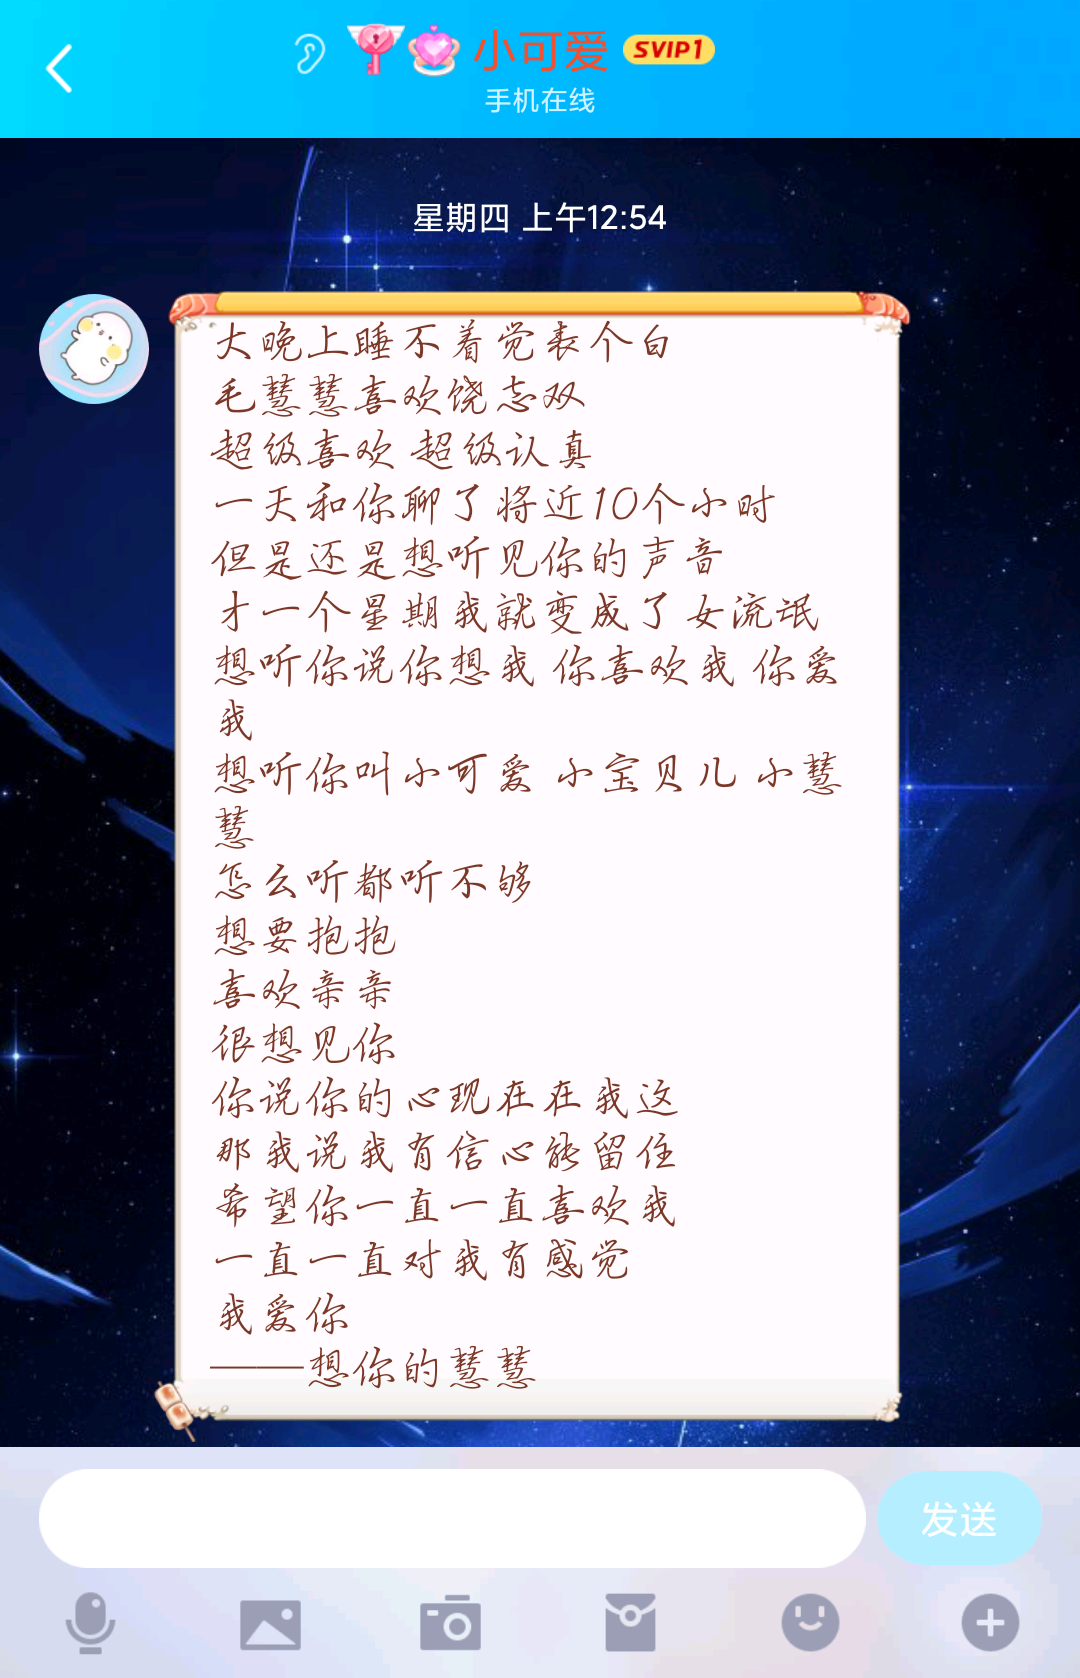 小可爱 SVIP1
手机在线
星期四 上午12:54
大晚上睡不着觉表个白
毛慧慧喜欢饶志双
超级喜欢 超级认真
一天和你聊了将近10个小时
但是还是想听见你的声音
才一个星期我就变成了女流氓
想听你说你想我 你喜欢我 你爱
我
想听你叫小可爱 小宝贝儿 小慧
慧
怎么听都听不够
想要抱抱
喜欢亲亲
很想见你
你说你的心现在在我这
那我说我有信心能留住
希望你一直一直喜欢我
一直一直对我有感觉
我爱你
——想你的慧慧
发送